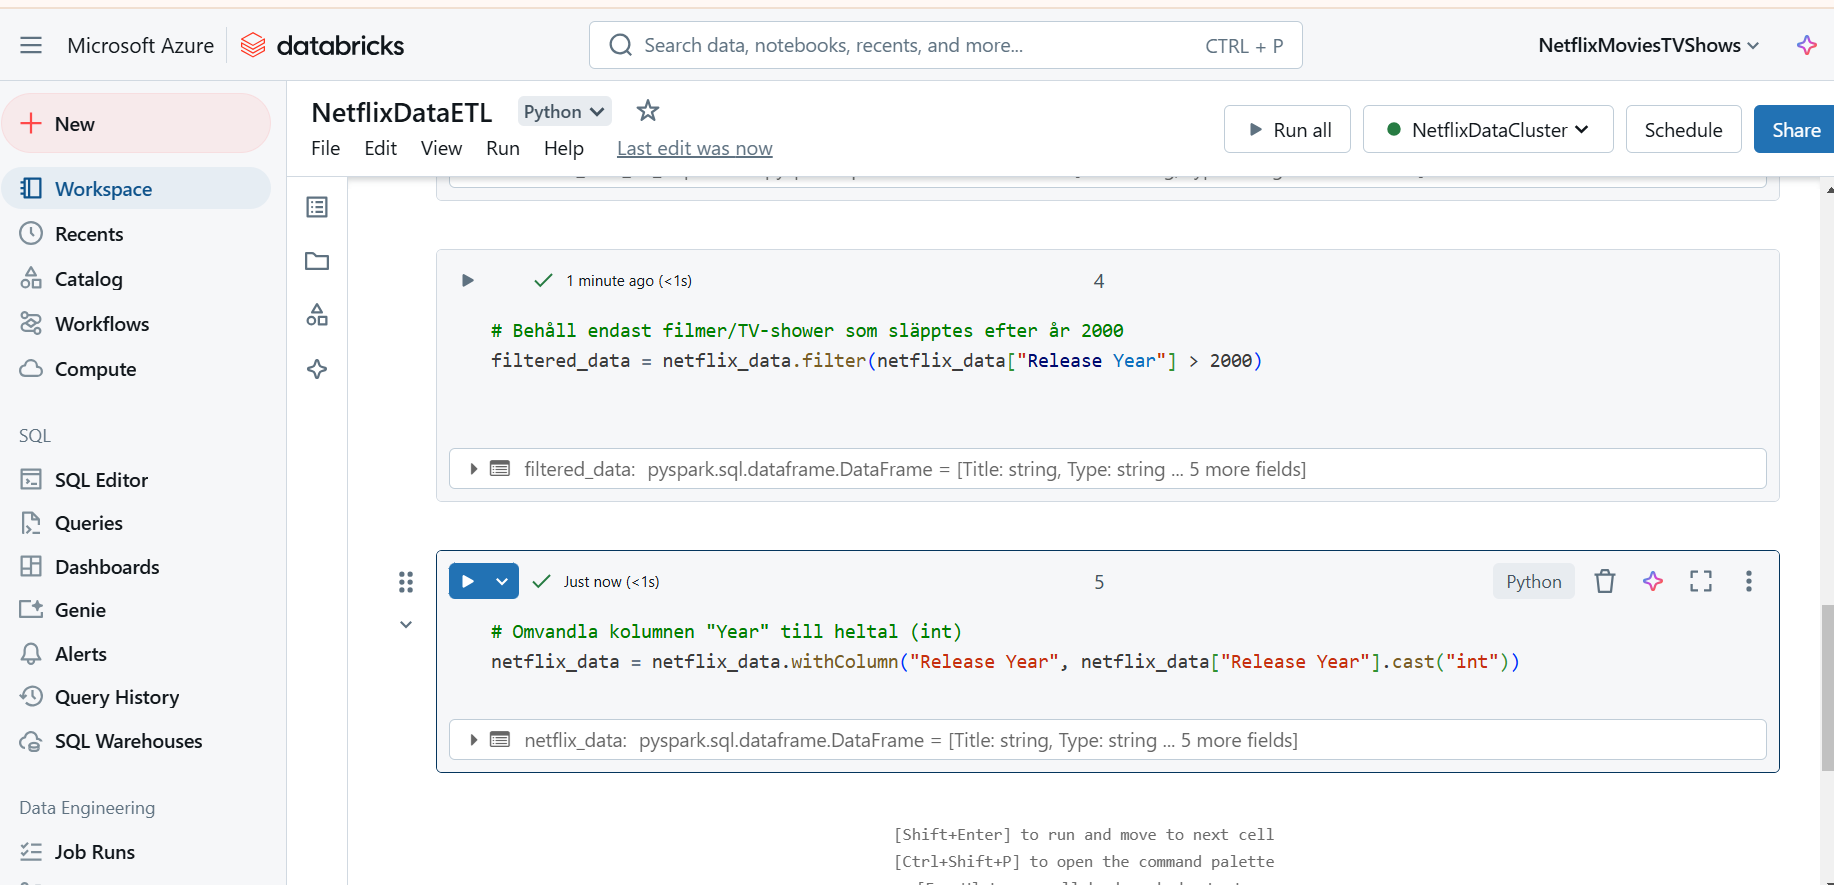 Microsoft Azure databricks
Search data, notebooks, recents, and more... CTRL + P
NetflixMoviesTVShows
New
Workspace
Recents
Catalog
Workflows
Compute
SQL
SQL Editor
Queries
Dashboards
Genie
Alerts
Query History
SQL Warehouses
Data Engineering
Job Runs
NetflixDataETL Python
File Edit View Run Help Last edit was now
Run all NetflixDataCluster Schedule Share
1 minute ago (<1s) 4
# Behåll endast filmer/TV-shower som släpptes efter år 2000
filtered_data = netflix_data.filter(netflix_data["Release Year"] > 2000)
filtered_data: pyspark.sql.dataframe.DataFrame = [Title: string, Type: string ... 5 more fields]
Just now (<1s) 5 Python
# Omvandla kolumnen "Year" till heltal (int)
netflix_data = netflix_data.withColumn("Release Year", netflix_data["Release Year"].cast("int"))
netflix_data: pyspark.sql.dataframe.DataFrame = [Title: string, Type: string ... 5 more fields]
[Shift+Enter] to run and move to next cell
[Ctrl+Shift+P] to open the command palette